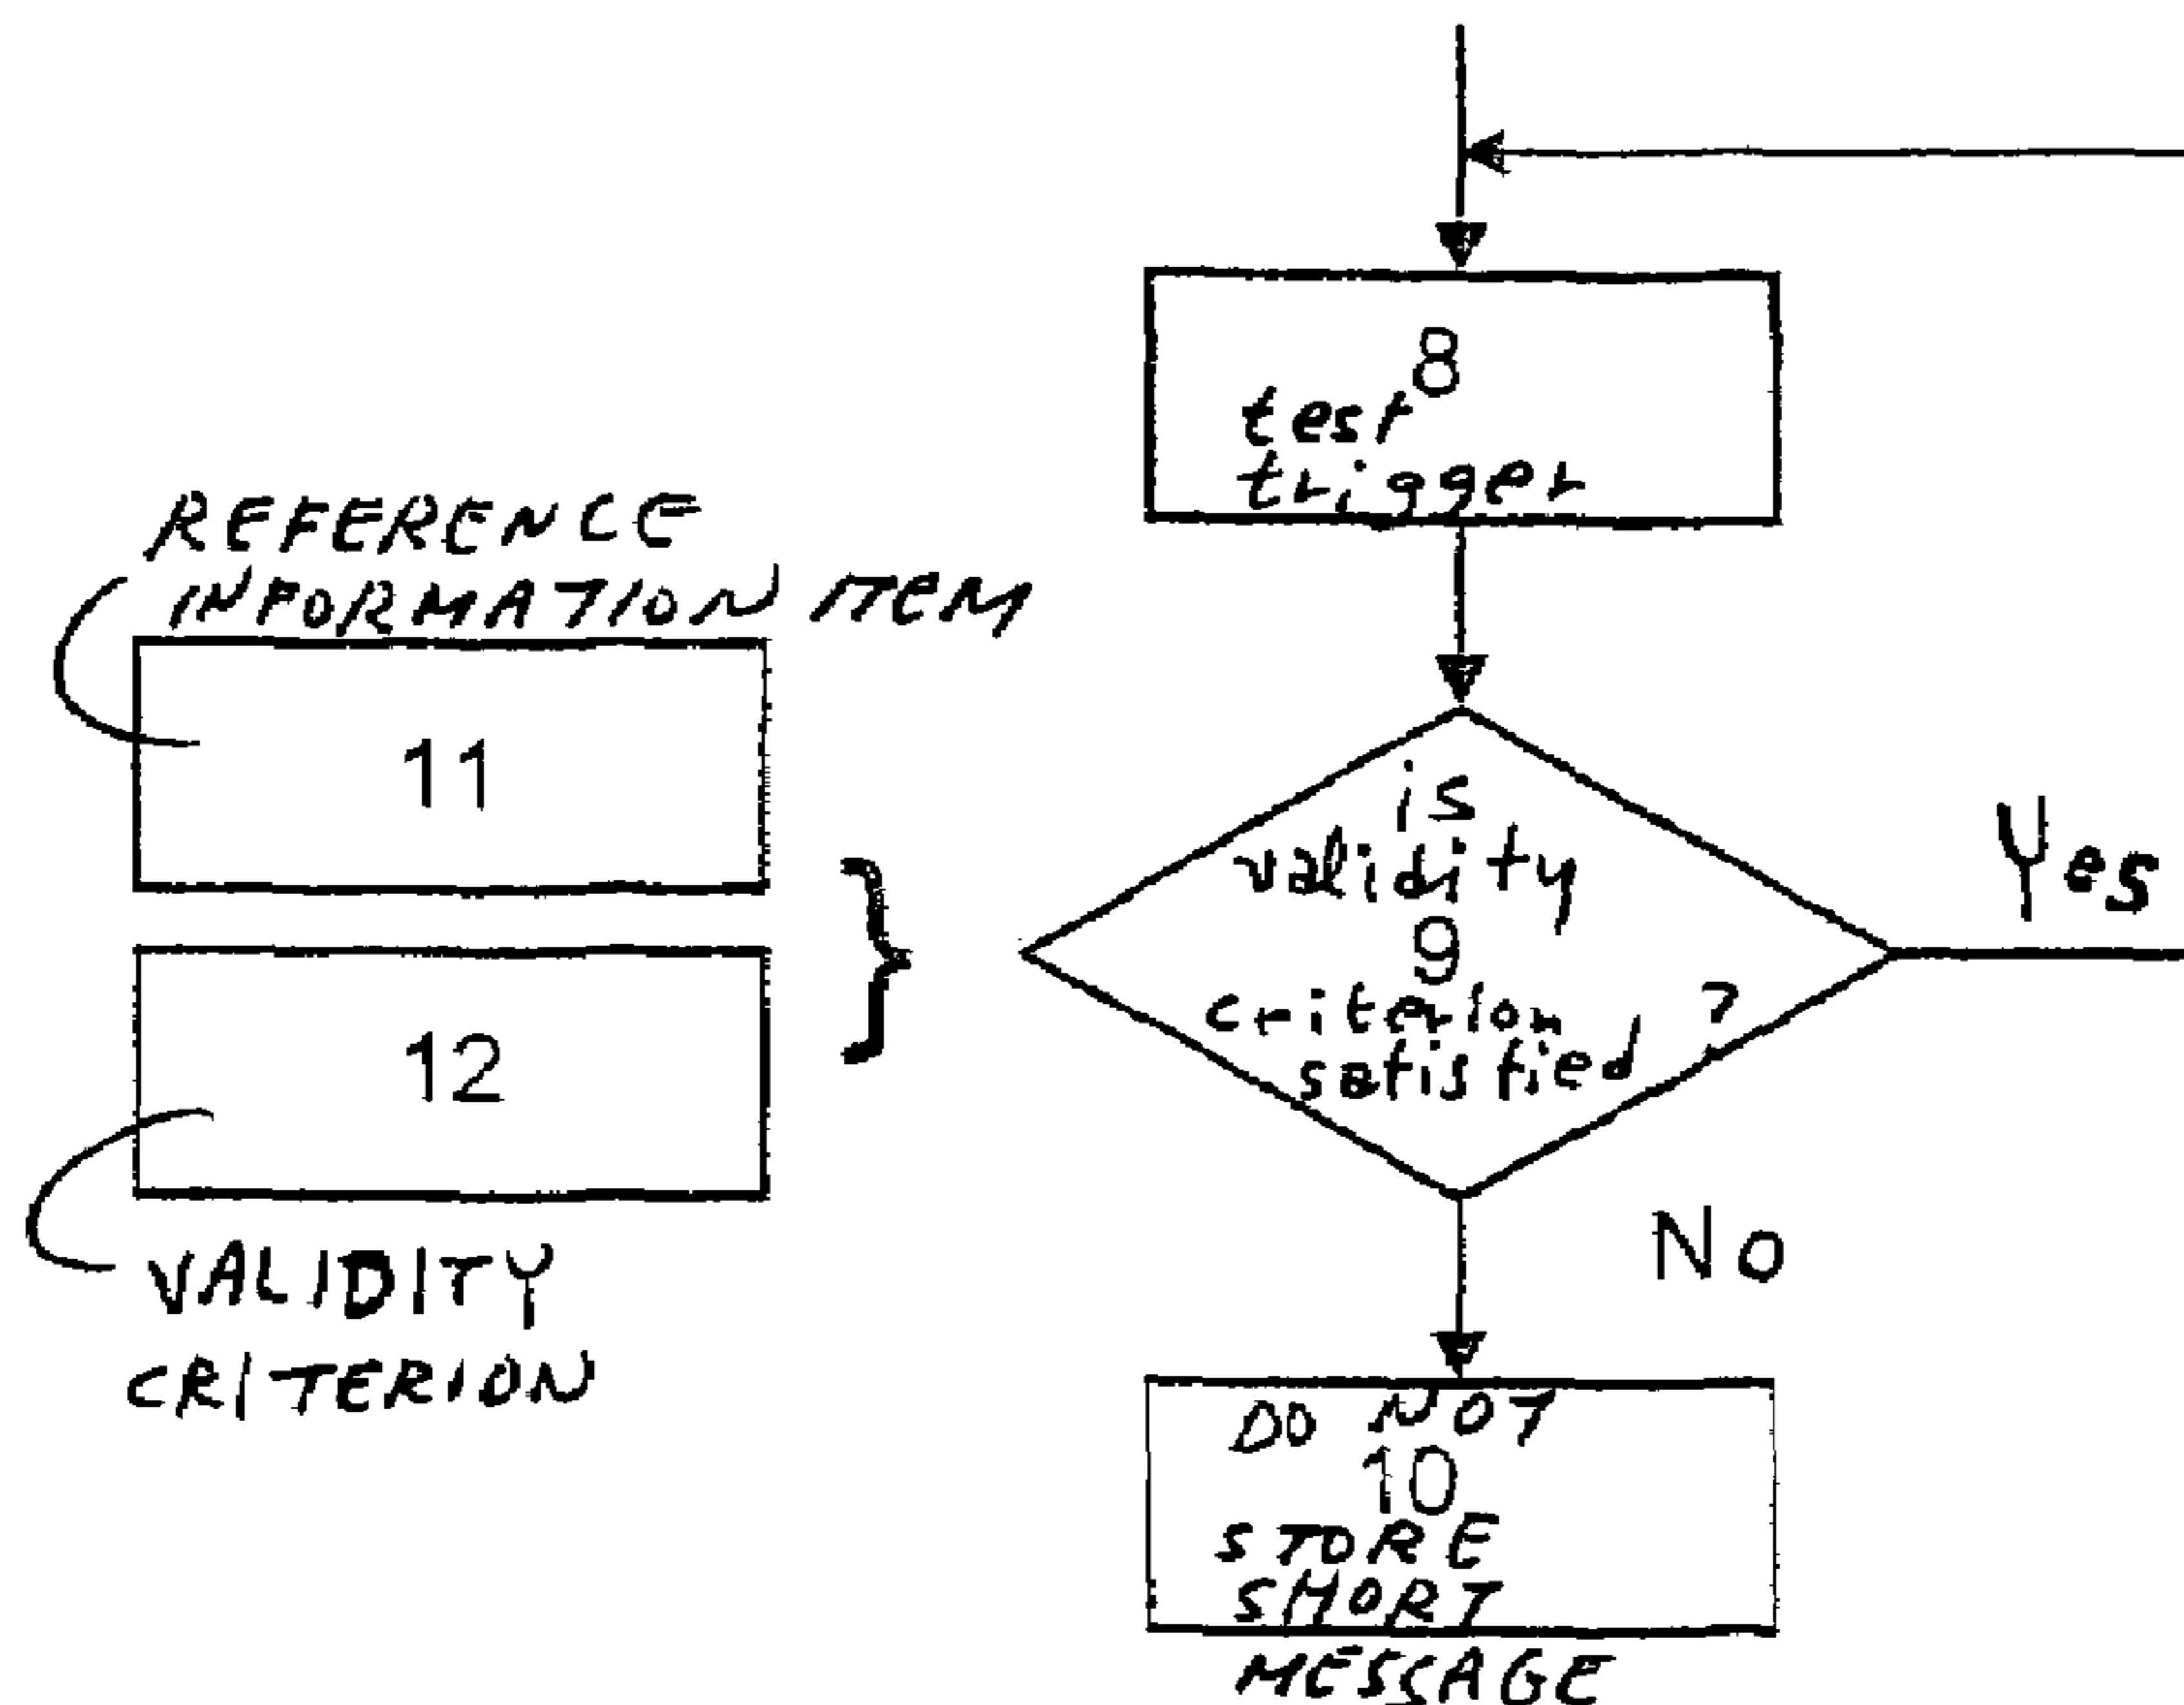 REFERENCE
INFORMATION ITEM
11
12
VALIDITY
CRITERION
8
test
trigger
is
validity
9
criterion ?
satisfied
Yes
No
DO NOT
10
STORE
SHORT
MESSAGE